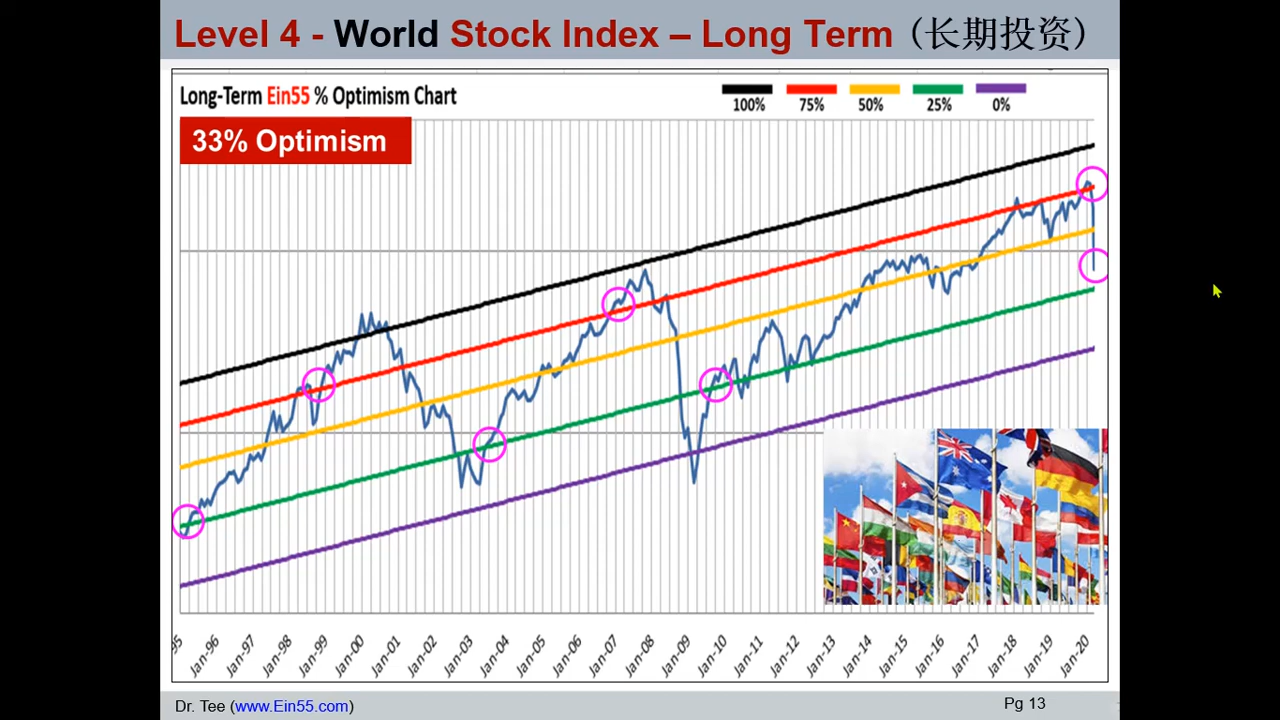 Level 4 - World Stock Index – Long Term (长期投资)
Long-Term Ein55 % Optimism Chart
100% 75% 50% 25% 0%
33% Optimism
95 Jan-96 Jan-97 Jan-98 Jan-99 Jan-00 Jan-01 Jan-02 Jan-03 Jan-04 Jan-05 Jan-06 Jan-07 Jan-08 Jan-09 Jan-10 Jan-11 Jan-12 Jan-13 Jan-14 Jan-15 Jan-16 Jan-17 Jan-18 Jan-19 Jan-20
Dr. Tee (www.Ein55.com) Pg 13